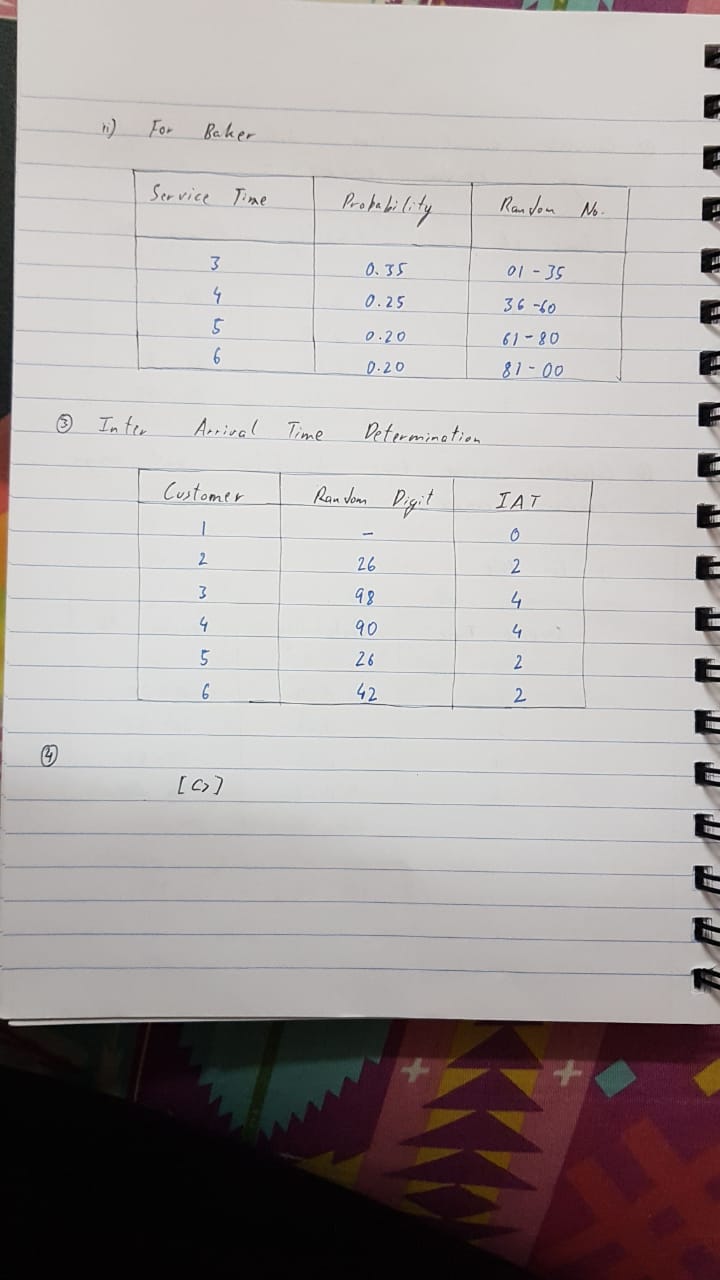 ii) For Baker
Service Time Probability Random No.
3 0.35 01-35
4 0.25 36-60
5 0.20 61-80
6 0.20 81-00
③ Inter Arrival Time Determination
Customer Random Digit IAT
1 - 0
2 26 2
3 98 4
4 90 4
5 26 2
6 42 2
④